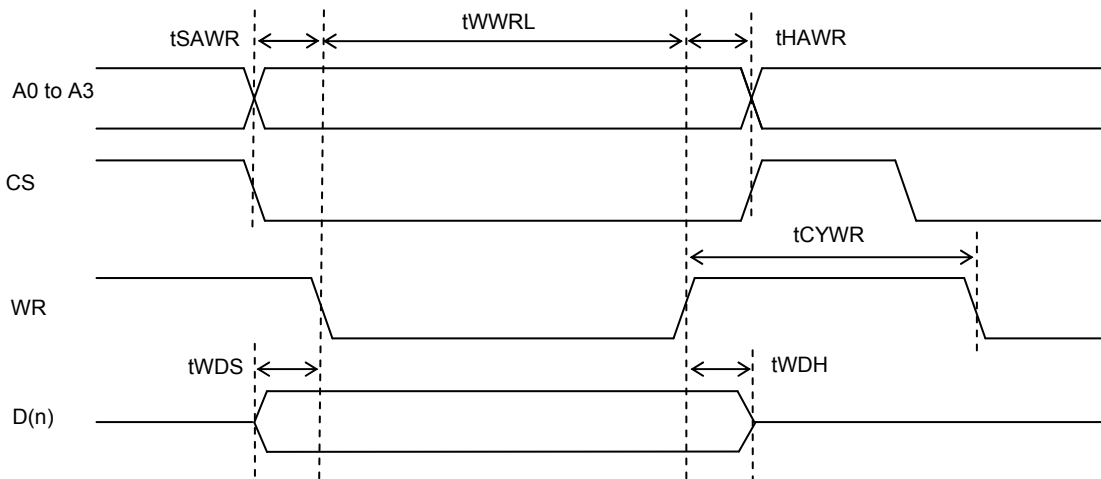 tSAWR tWWRL tHAWR
A0 to A3
CS
tCYWR
WR
tWDS tWDH
D(n)